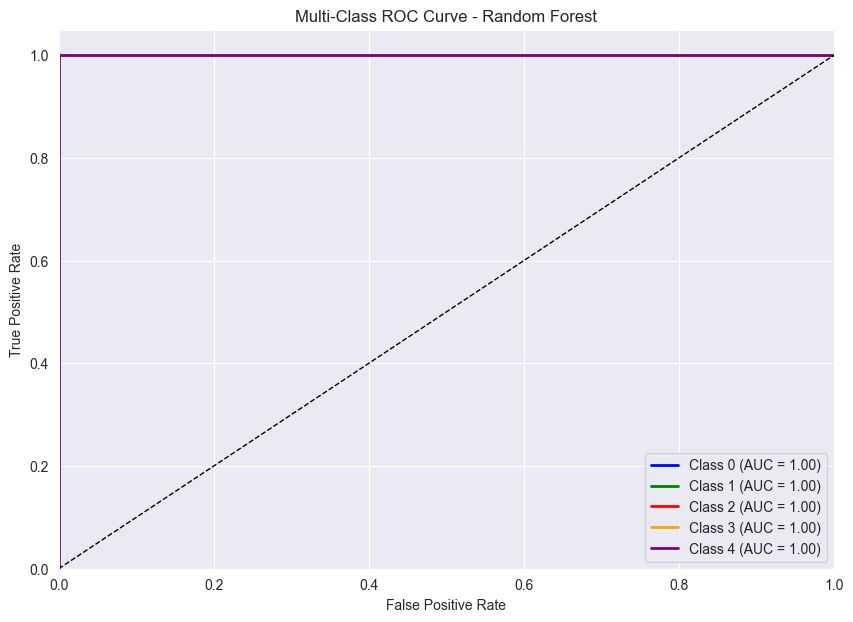 Multi-Class ROC Curve - Random Forest
True Positive Rate
1.0
0.8
0.6
0.4
0.2
0.0
Class 0 (AUC = 1.00)
Class 1 (AUC = 1.00)
Class 2 (AUC = 1.00)
Class 3 (AUC = 1.00)
Class 4 (AUC = 1.00)
0.0 0.2 0.4 0.6 0.8 1.0
False Positive Rate